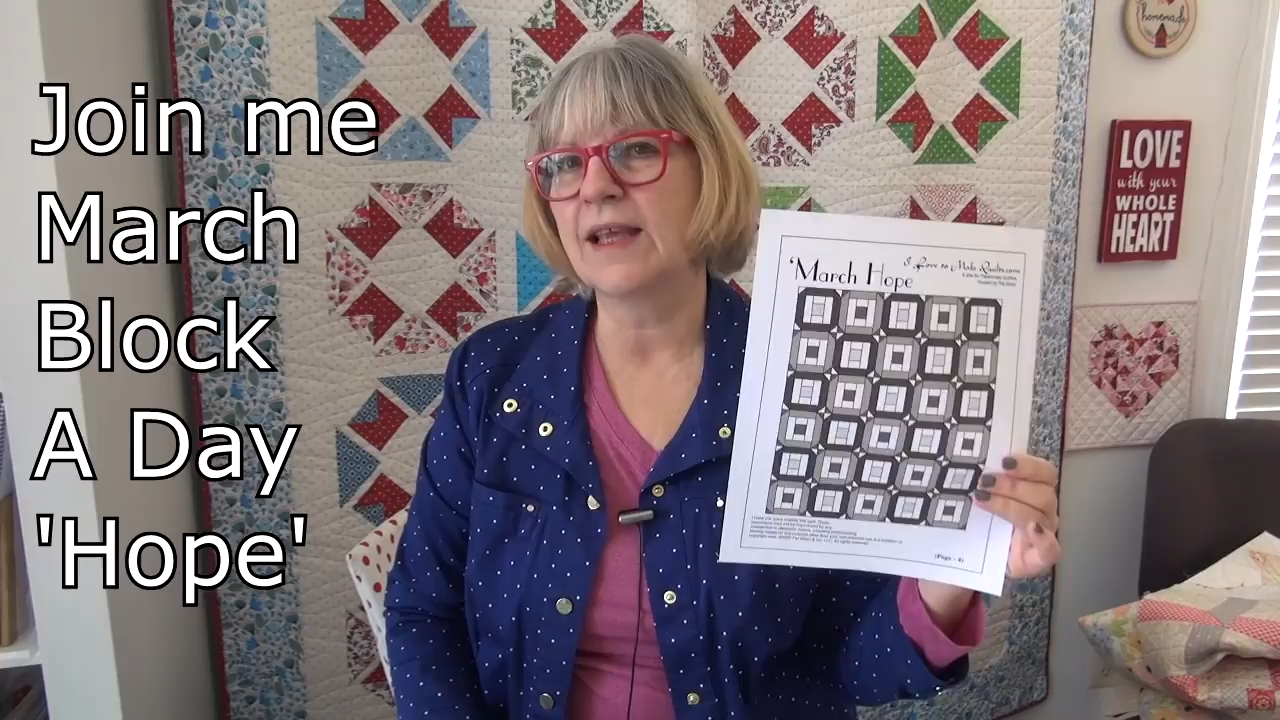 Join me
March
Block
A Day
'Hope'
homemade
LOVE
with your
WHOLE
HEART
I Love to Make Quilts.com
'March Hope
(Page - 4)